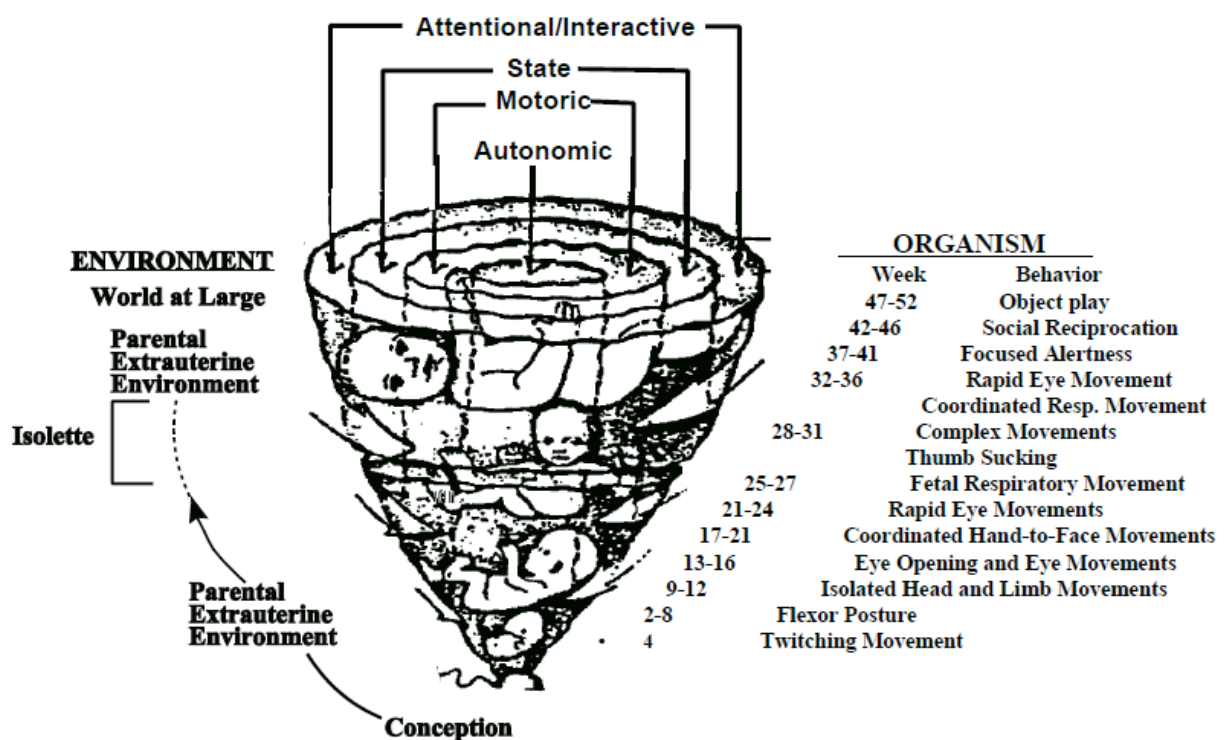 Attentional/Interactive
State
Motoric
Autonomic
ENVIRONMENT
World at Large
Parental
Extrauterine
Environment
Isolette
Parental
Extrauterine
Environment
Conception
ORGANISM
Week Behavior
47-52 Object play
42-46 Social Reciprocation
37-41 Focused Alertness
32-36 Rapid Eye Movement
Coordinated Resp. Movement
28-31 Complex Movements
Thumb Sucking
25-27 Fetal Respiratory Movement
21-24 Rapid Eye Movements
17-21 Coordinated Hand-to-Face Movements
13-16 Eye Opening and Eye Movements
9-12 Isolated Head and Limb Movements
2-8 Flexor Posture
• 4 Twitching Movement